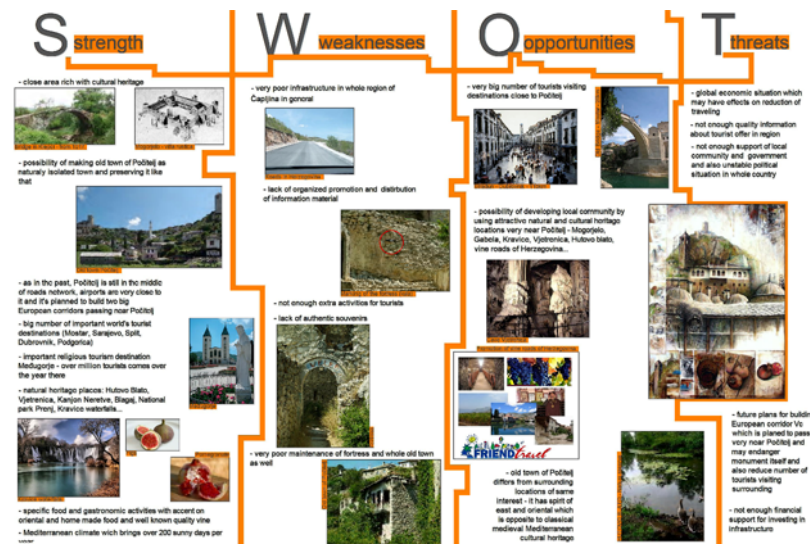 S strength
- close area rich with cultural heritage
- possibility of making old town of Počitelj as
naturaly isolated town and preserving it like
that
- as in the past, Počitelj is still in the middle
of roads network, airports are very close to
it and it's planned to build two big
European corridors passing near Počitelj
- big number of important world's tourist
destinations (Mostar, Sarajevo, Split,
Dubrovnik, Podgorica)
- important religious tourism destination
Međugorje - over million tourists comes over
the year there
- natural heritage places: Hutovo Blato,
Vjetrenica, Kanjon Neretve, Blagaj, National
park Prenj, Kravice waterfalls...
- specific food and gastronomic activities with accent on
oriental and home made food and well known quality vine
- Mediterranean climate wich brings over 200 sunny days per
year
W weaknesses
- very poor infrastructure in whole region of
Čapljina in general
- lack of organized promotion and distribution
of information material
- not enough extra activities for tourists
- lack of authentic souvenirs
- very poor maintenance of fortress and whole old town
as well
O opportunities
- very big number of tourists visiting
destinations close to Počitelj
- possibility of developing local community by
using attractive natural and cultural heritage
locations very near Počitelj - Mogorjelo,
Gabela, Kravice, Vjetrenica, Hutovo blato,
vine roads of Herzegovina...
FRIEND travel
- old town of Počitelj
differs from surrounding
locations of same
interest - it has spirit of
east and oriental which
is opposite to classical
medieval Mediterranean
cultural heritage
T threats
- global economic situation which
may have effects on reduction of
traveling
- not enough quality information
about tourist offer in region
- not enough support of local
community and government
and also unstable political
situation in whole country
- future plans for buildin
European corridor Vc
which is planed to pass
very near Počitelj and
may endanger
monument itself and
also reduce number of
tourists visiting
surrounding
- not enough financial
support for investing in
infrastructure